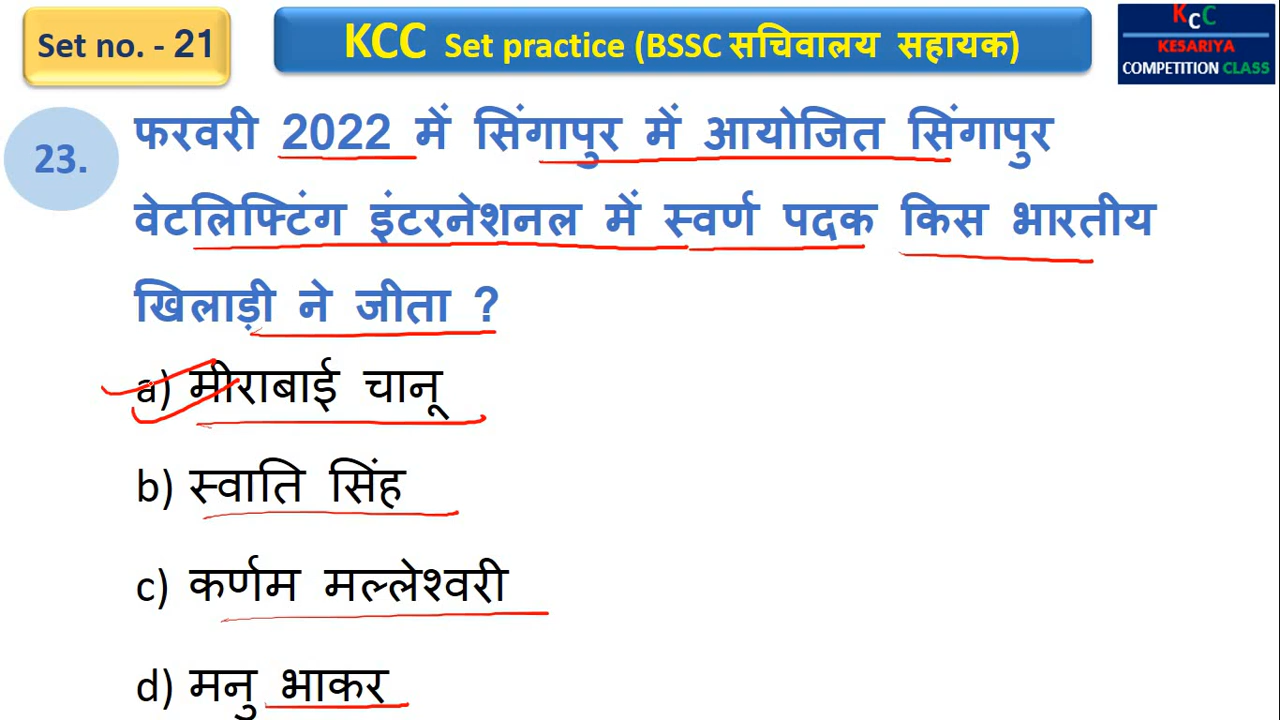 Set no. - 21
KCC Set practice (BSSC सचिवालय सहायक)
KCC
KESARIYA
COMPETITION CLASS
23.
फरवरी 2022 में सिंगापुर में आयोजित सिंगापुर
वेटलिफ्टिंग इंटरनेशनल में स्वर्ण पदक किस भारतीय
खिलाड़ी ने जीता ?
a) मीराबाई चानू
b) स्वाति सिंह
c) कर्णम मल्लेश्वरी
d) मनु भाकर